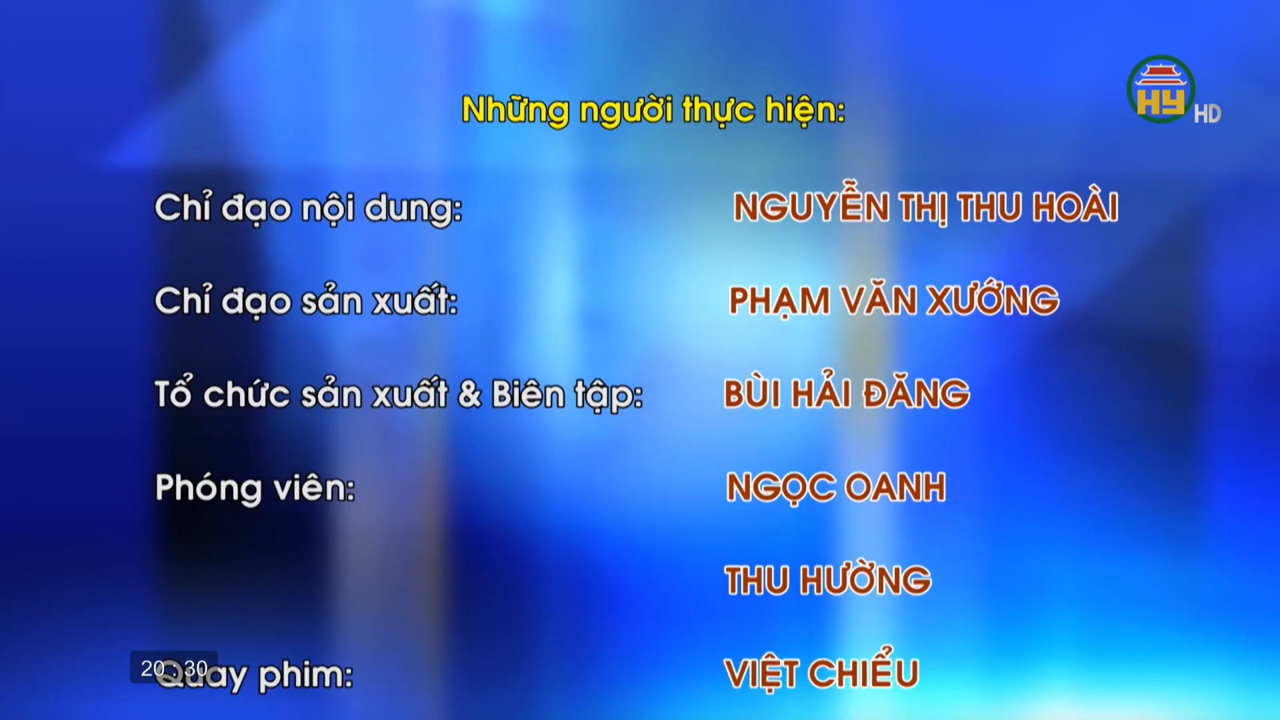 HY HD
Những người thực hiện:
Chỉ đạo nội dung: NGUYỄN THỊ THU HOÀI
Chỉ đạo sản xuất: PHẠM VĂN XƯỚNG
Tổ chức sản xuất & Biên tập: BÙI HẢI ĐĂNG
Phóng viên: NGỌC OANH
THU HƯỜNG
Quay phim: VIỆT CHIỂU
20 : 30